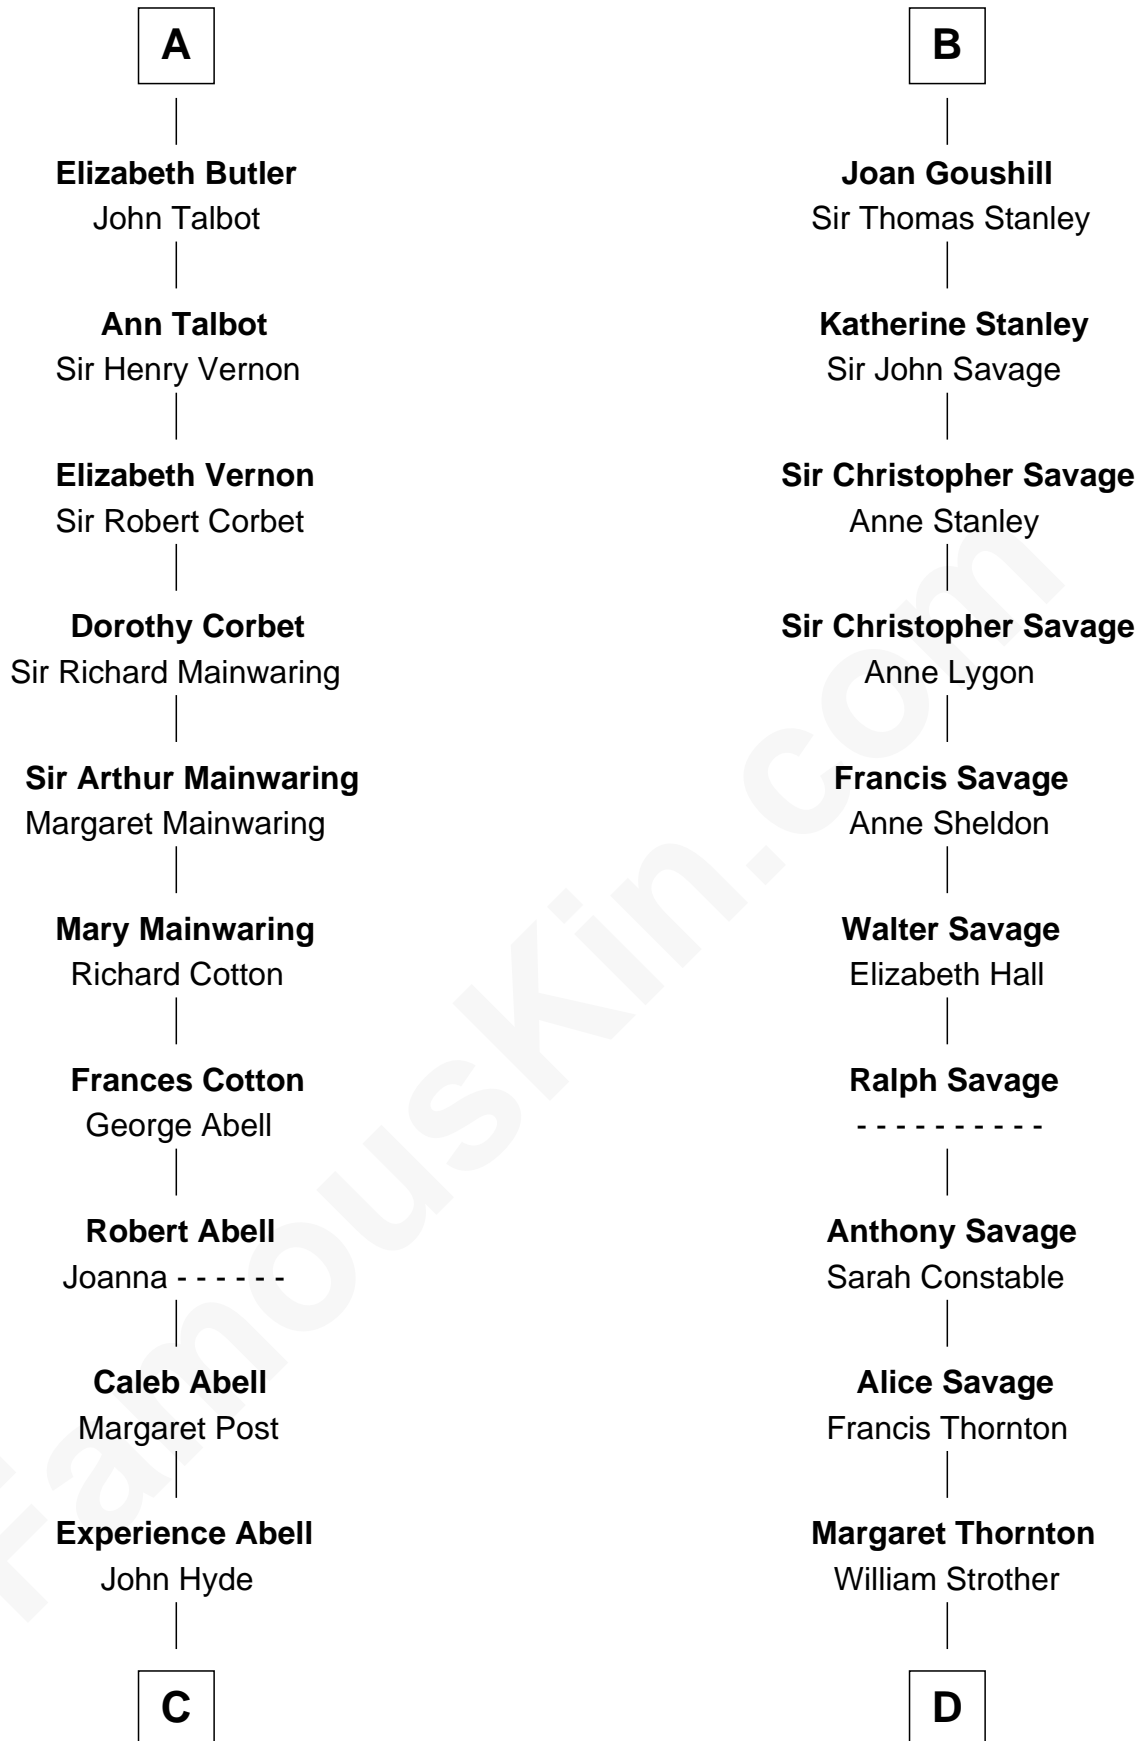 A
Elizabeth Butler
John Talbot
Ann Talbot
Sir Henry Vernon
Elizabeth Vernon
Sir Robert Corbet
Dorothy Corbet
Sir Richard Mainwaring
Sir Arthur Mainwaring
Margaret Mainwaring
Mary Mainwaring
Richard Cotton
Frances Cotton
George Abell
Robert Abell
Joanna - - - - - -
Caleb Abell
Margaret Post
Experience Abell
John Hyde
C
B
Joan Goushill
Sir Thomas Stanley
Katherine Stanley
Sir John Savage
Sir Christopher Savage
Anne Stanley
Sir Christopher Savage
Anne Lygon
Francis Savage
Anne Sheldon
Walter Savage
Elizabeth Hall
Ralph Savage
- - - - - - - - - -
Anthony Savage
Sarah Constable
Alice Savage
Francis Thornton
Margaret Thornton
William Strother
D
FamousKin.com